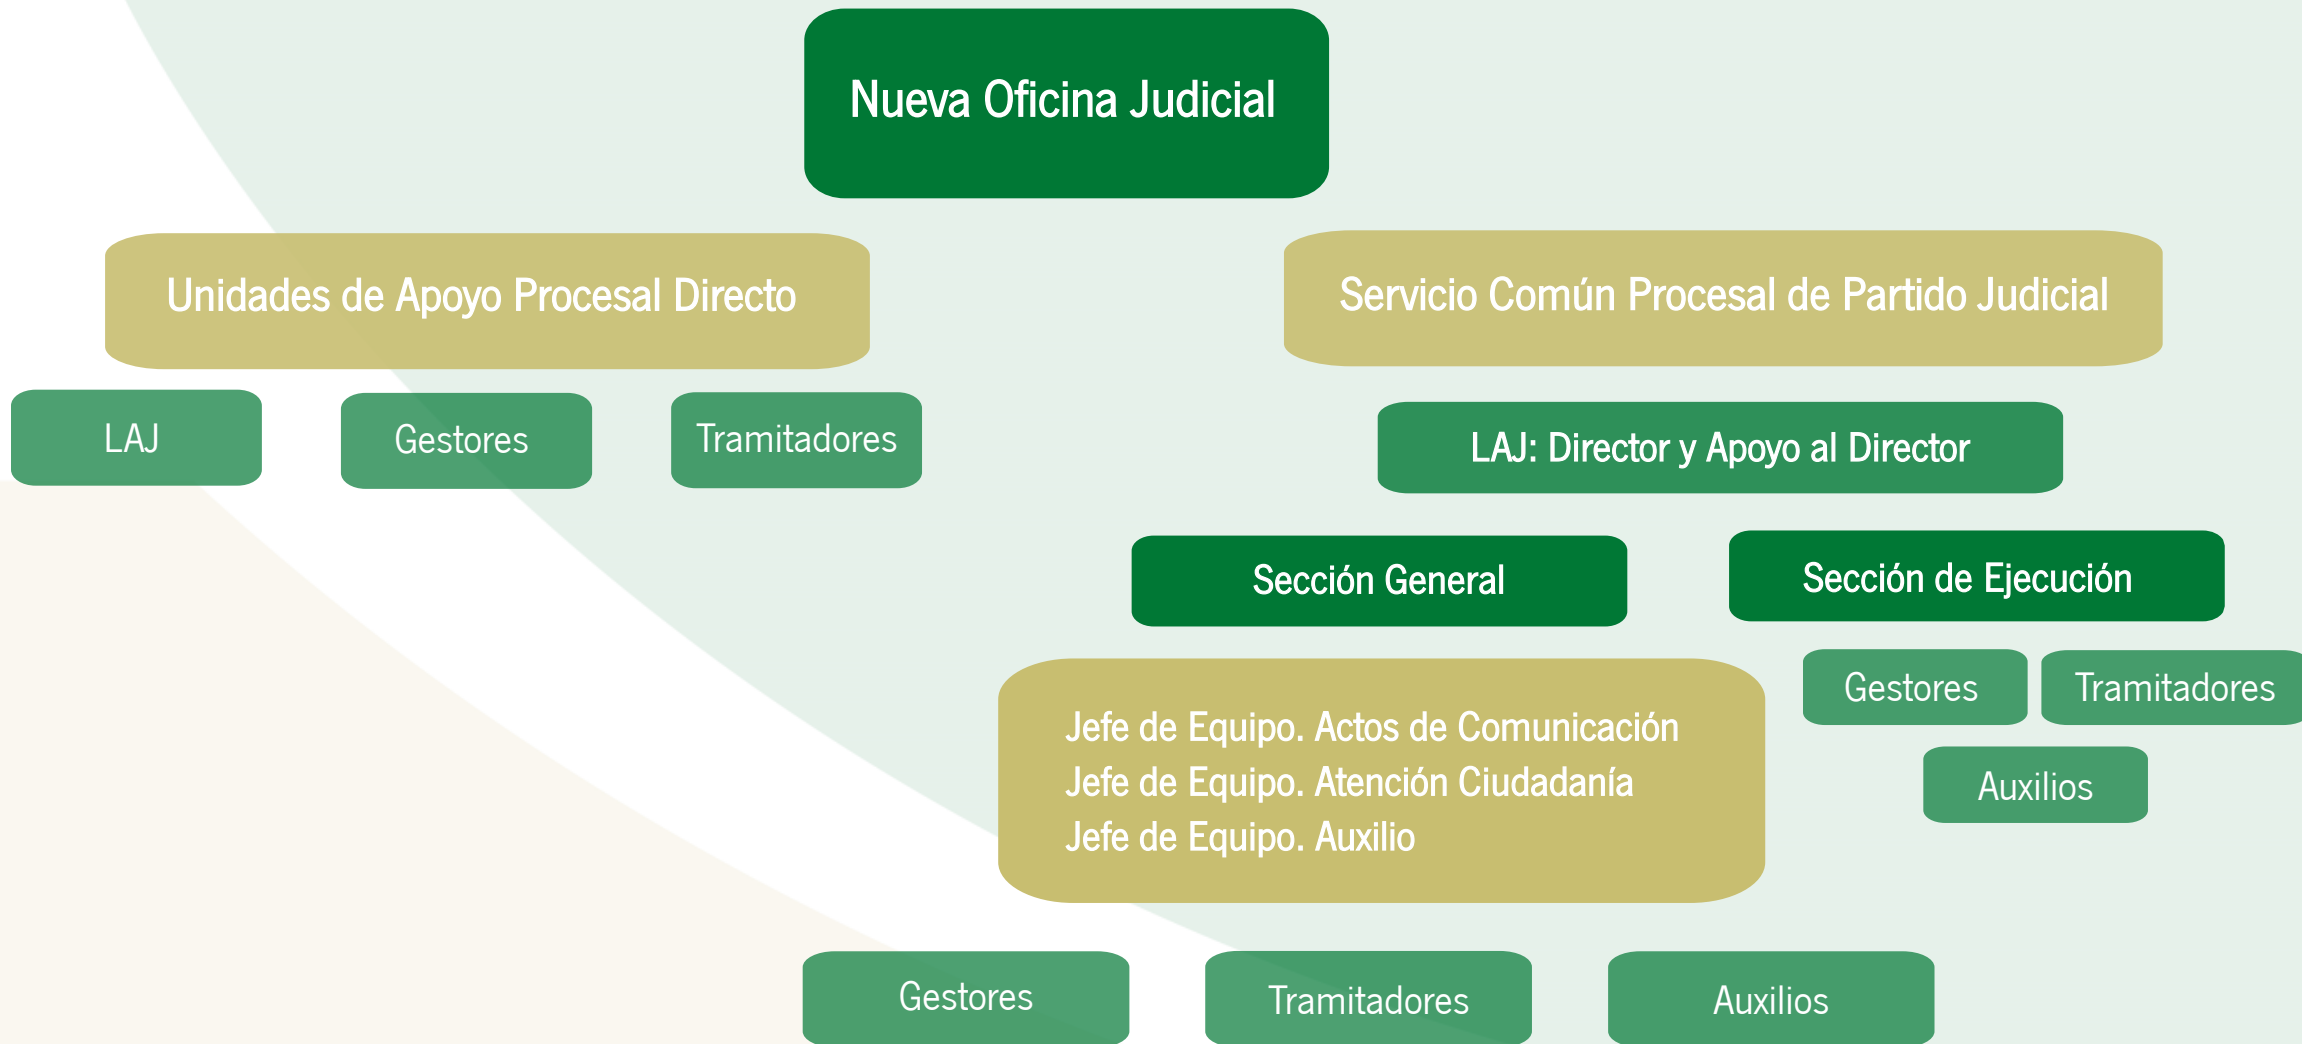 Nueva Oficina Judicial
Unidades de Apoyo Procesal Directo
Servicio Común Procesal de Partido Judicial
LAJ
Gestores
Tramitadores
LAJ: Director y Apoyo al Director
Sección General
Sección de Ejecución
Gestores
Tramitadores
Auxilios
Jefe de Equipo. Actos de Comunicación
Jefe de Equipo. Atención Ciudadanía
Jefe de Equipo. Auxilio
Gestores
Tramitadores
Auxilios